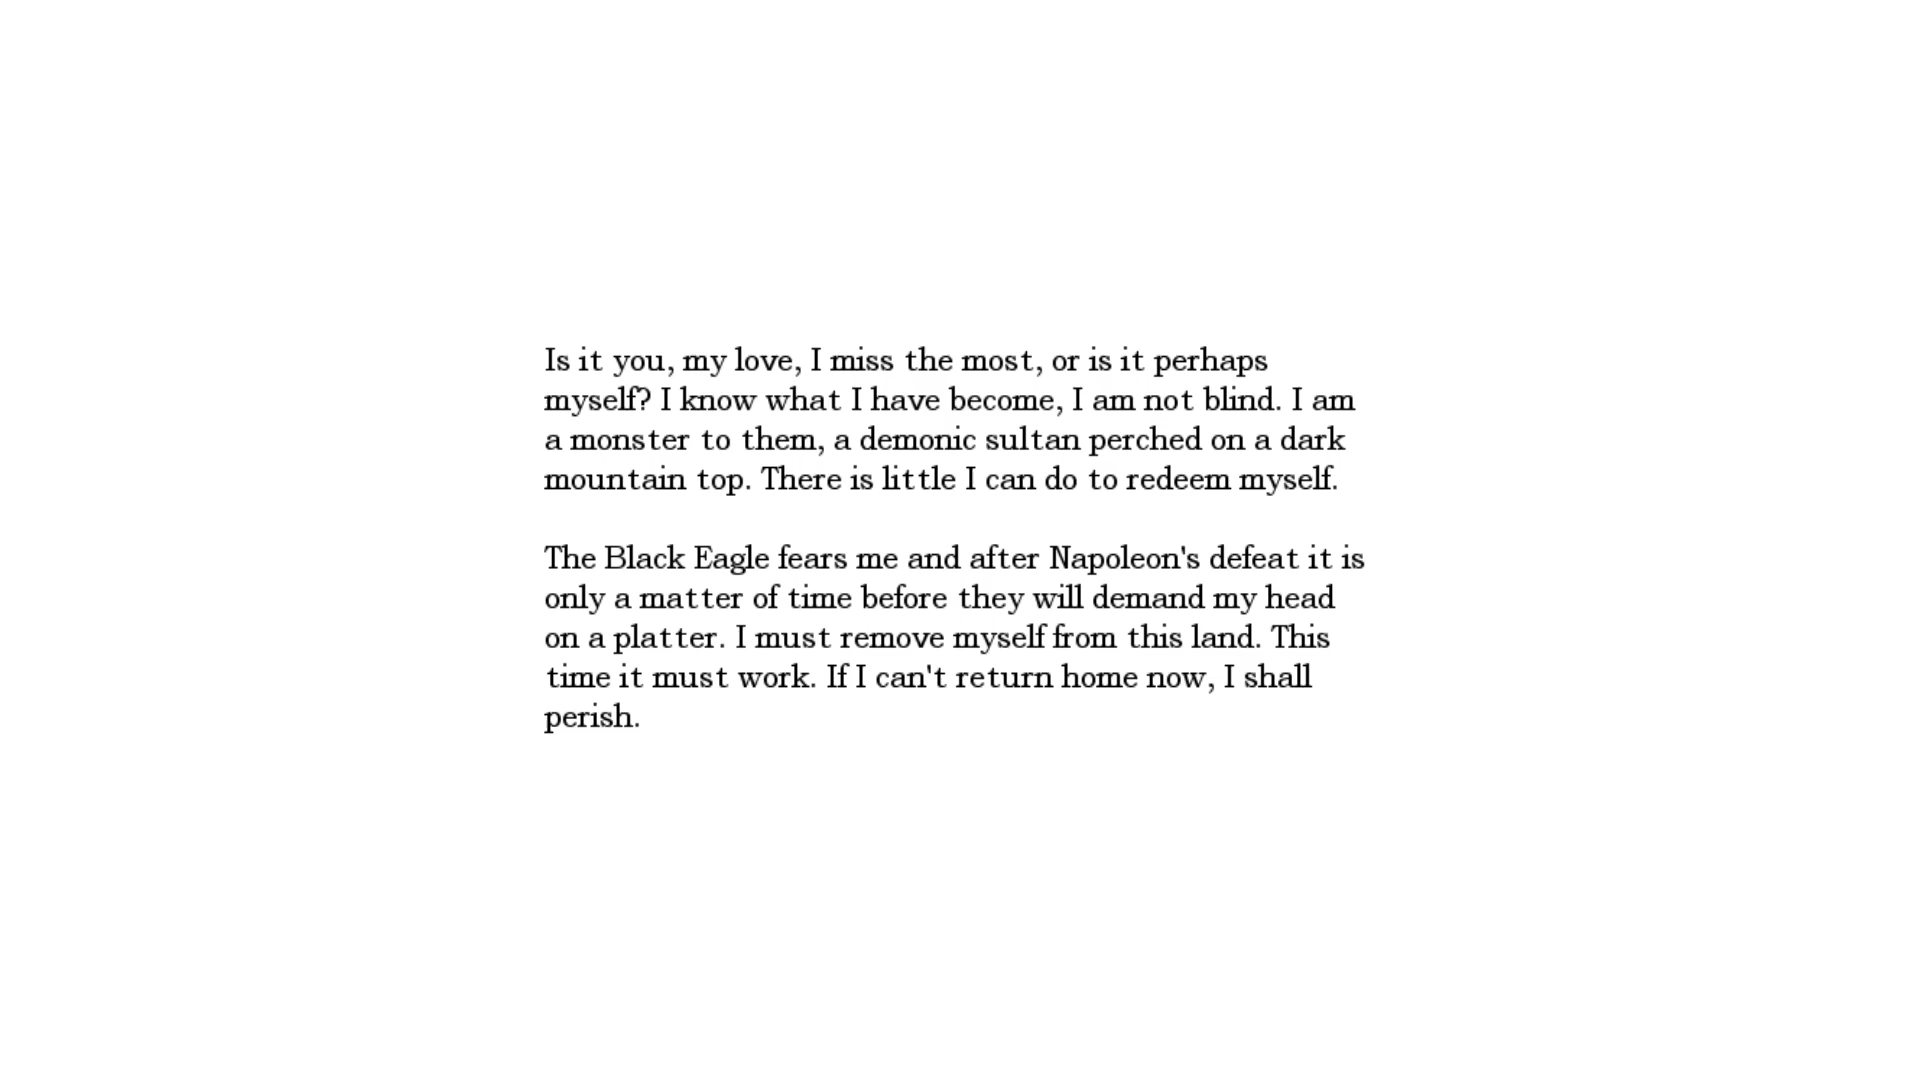 Is it you, my love, I miss the most, or is it perhaps
myself? I know what I have become, I am not blind. I am
a monster to them, a demonic sultan perched on a dark
mountain top. There is little I can do to redeem myself.
The Black Eagle fears me and after Napoleon's defeat it is
only a matter of time before they will demand my head
on a platter. I must remove myself from this land. This
time it must work. If I can't return home now, I shall
perish.